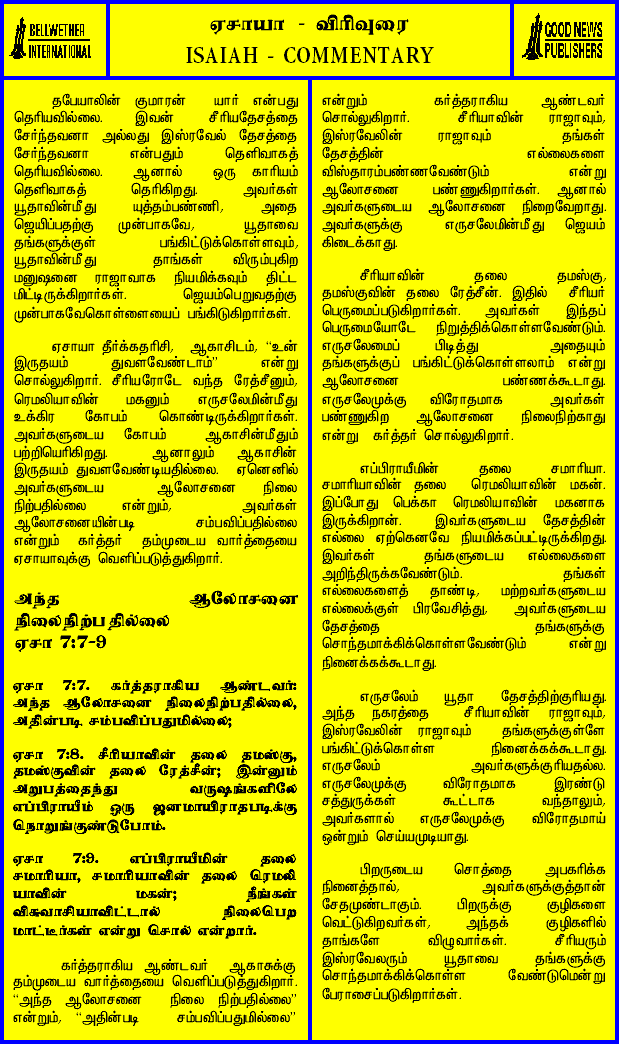 BELLWETHER
INTERNATIONAL
ஏசாயா - விரிவுரை
ISAIAH - COMMENTARY
GOOD NEWS
PUBLISHERS
தபேயாலின் குமாரன் யார் என்பது
தெரியவில்லை. இவன் சீரியதேசத்தை
சேர்ந்தவனா அல்லது இஸ்ரவேல் தேசத்தை
சேர்ந்தவனா என்பதும் தெளிவாகத்
தெரியவில்லை. ஆனால் ஒரு காரியம்
தெளிவாகத் தெரிகிறது. அவர்கள்
யூதாவின்மீது யுத்தம்பண்ணி, அதை
ஜெயிப்பதற்கு முன்பாகவே, யூதாவை
தங்களுக்குள் பங்கிட்டுக்கொள்ளவும்,
யூதாவின்மீது தாங்கள் விரும்புகிற
மனுஷனை ராஜாவாக நியமிக்கவும் திட்ட
மிட்டிருக்கிறார்கள். ஜெயம்பெறுவதற்கு
முன்பாகவேகொள்ளையைப் பங்கிடுகிறார்கள்.
ஏசாயா தீர்க்கதரிசி, ஆகாசிடம், “உன்
இருதயம் துவளவேண்டாம்” என்று
சொல்லுகிறார். சீரியரோடே வந்த ரேத்சீனும்,
ரெமலியாவின் மகனும் எருசலேமின்மீது
உக்கிர கோபம் கொண்டிருக்கிறார்கள்.
அவர்களுடைய கோபம் ஆகாசின்மீதும்
பற்றியெரிகிறது. ஆனாலும் ஆகாசின்
இருதயம் துவளவேண்டியதில்லை. ஏனெனில்
அவர்களுடைய ஆலோசனை நிலை
நிற்பதில்லை என்றும், அவர்கள்
ஆலோசனையின்படி சம்பவிப்பதில்லை
என்றும் கர்த்தர் தம்முடைய வார்த்தையை
ஏசாயாவுக்கு வெளிப்படுத்துகிறார்.
அந்த ஆலோசனை
நிலைநிற்பதில்லை
ஏசா 7:7-9
ஏசா 7:7. கர்த்தராகிய ஆண்டவர்:
அந்த ஆலோசனை நிலைநிற்பதில்லை,
அதின்படி சம்பவிப்பதுமில்லை;
ஏசா 7:8. சீரியாவின் தலை தமஸ்கு,
தமஸ்குவின் தலை ரேத்சீன்; இன்னும்
அறுபத்தைந்து வருஷங்களிலே
எப்பிராயீம் ஒரு ஜனமாயிராதபடிக்கு
நொறுங்குண்டுபோம்.
ஏசா 7:9. எப்பிராயீமின் தலை
சமாரியா, சமாரியாவின் தலை ரெமலி
யாவின் மகன்; நீங்கள்
விசுவாசியாவிட்டால் நிலைபெற
மாட்டீர்கள் என்று சொல் என்றார்.
கர்த்தராகிய ஆண்டவர் ஆகாசுக்கு
தம்முடைய வார்த்தையை வெளிப்படுத்துகிறார்.
“அந்த ஆலோசனை நிலை நிற்பதில்லை”
என்றும், “அதின்படி சம்பவிப்பதுமில்லை”
என்றும் கர்த்தராகிய ஆண்டவர்
சொல்லுகிறார். சீரியாவின் ராஜாவும்,
இஸ்ரவேலின் ராஜாவும் தங்கள்
தேசத்தின் எல்லைகளை
விஸ்தாரம்பண்ணவேண்டும் என்று
ஆலோசனை பண்ணுகிறார்கள். ஆனால்
அவர்களுடைய ஆலோசனை நிறைவேறாது.
அவர்களுக்கு எருசலேமின்மீது ஜெயம்
கிடைக்காது.
சீரியாவின் தலை தமஸ்கு,
தமஸ்குவின் தலை ரேத்சீன். இதில் சீரியர்
பெருமைப்படுகிறார்கள். அவர்கள் இந்தப்
பெருமையோடே நிறுத்திக்கொள்ளவேண்டும்.
எருசலேமைப் பிடித்து அதையும்
தங்களுக்குப் பங்கிட்டுக்கொள்ளலாம் என்று
ஆலோசனை பண்ணக்கூடாது.
எருசலேமுக்கு விரோதமாக அவர்கள்
பண்ணுகிற ஆலோசனை நிலைநிற்காது
என்று கர்த்தர் சொல்லுகிறார்.
எப்பிராயீமின் தலை சமாரியா.
சமாரியாவின் தலை ரெமலியாவின் மகன்.
இப்போது பெக்கா ரெமலியாவின் மகனாக
இருக்கிறான். இவர்களுடைய தேசத்தின்
எல்லை ஏற்கெனவே நியமிக்கப்பட்டிருக்கிறது.
இவர்கள் தங்களுடைய எல்லைகளை
அறிந்திருக்கவேண்டும். தங்கள்
எல்லைகளைத் தாண்டி, மற்றவர்களுடைய
எல்லைக்குள் பிரவேசித்து, அவர்களுடைய
தேசத்தை தங்களுக்கு
சொந்தமாக்கிக்கொள்ளவேண்டும் என்று
நினைக்கக்கூடாது.
எருசலேம் யூதா தேசத்திற்குரியது.
அந்த நகரத்தை சீரியாவின் ராஜாவும்,
இஸ்ரவேலின் ராஜாவும் தங்களுக்குள்ளே
பங்கிட்டுக்கொள்ள நினைக்கக்கூடாது.
எருசலேம் அவர்களுக்குரியதல்ல.
எருசலேமுக்கு விரோதமாக இரண்டு
சத்துருக்கள் கூட்டாக வந்தாலும்,
அவர்களால் எருசலேமுக்கு விரோதமாய்
ஒன்றும் செய்யமுடியாது.
பிறருடைய சொத்தை அபகரிக்க
நினைத்தால், அவர்களுக்குத்தான்
சேதமுண்டாகும். பிறருக்கு குழிகளை
வெட்டுகிறவர்கள், அந்தக் குழிகளில்
தாங்களே விழுவார்கள். சீரியரும்
இஸ்ரவேலரும் யூதாவை தங்களுக்கு
சொந்தமாக்கிக்கொள்ள வேண்டுமென்று
பேராசைப்படுகிறார்கள்.